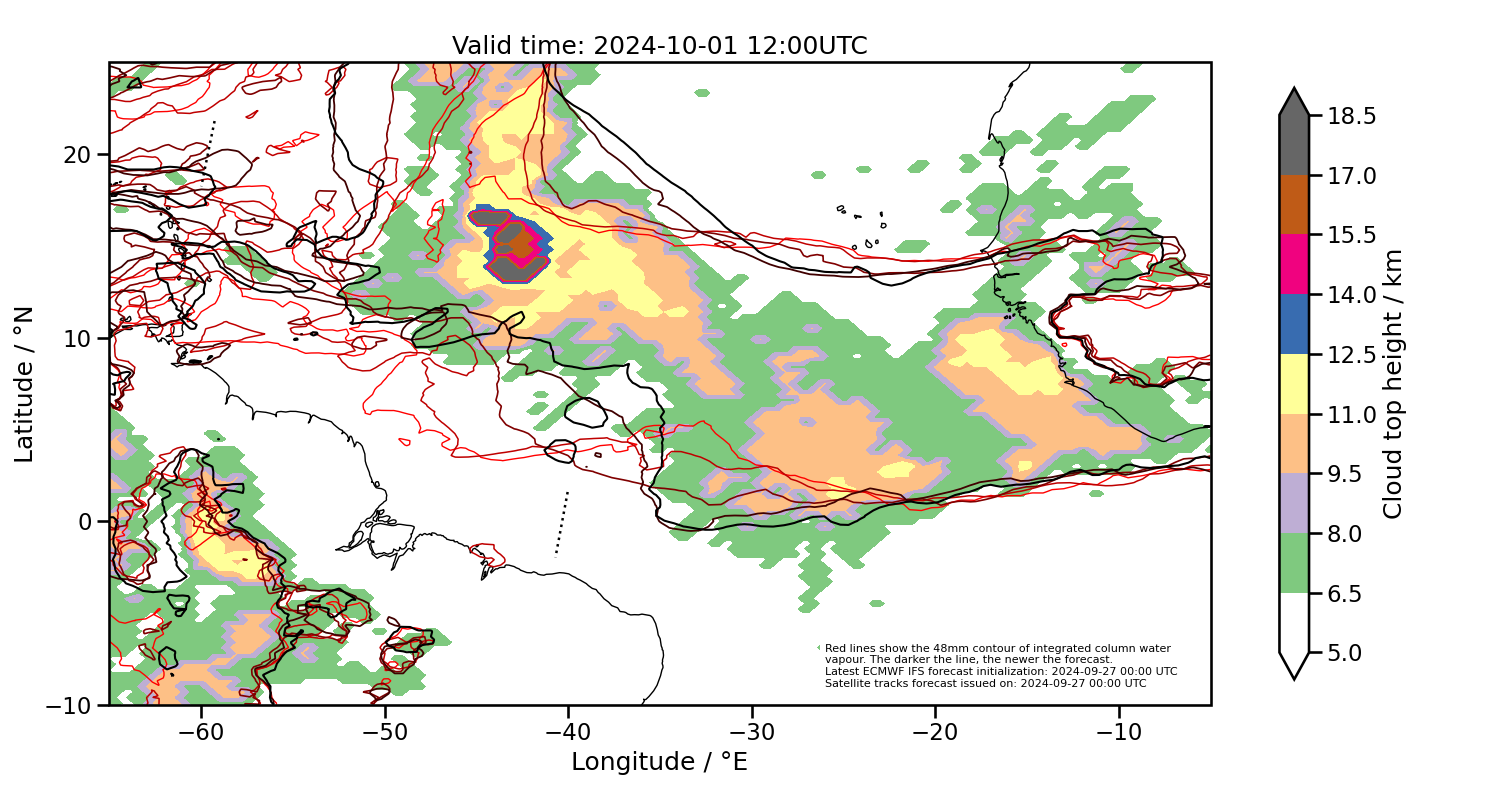 Valid time: 2024-10-01 12:00UTC
20
10
0
−10
Latitude / °N
−60
−50
−40
−30
−20
−10
Longitude / °E
Red lines show the 48mm contour of integrated column water
vapour. The darker the line, the newer the forecast.
Latest ECMWF IFS forecast initialization: 2024-09-27 00:00 UTC
Satellite tracks forecast issued on: 2024-09-27 00:00 UTC
18.5
17.0
15.5
14.0
12.5
11.0
9.5
8.0
6.5
5.0
Cloud top height / km